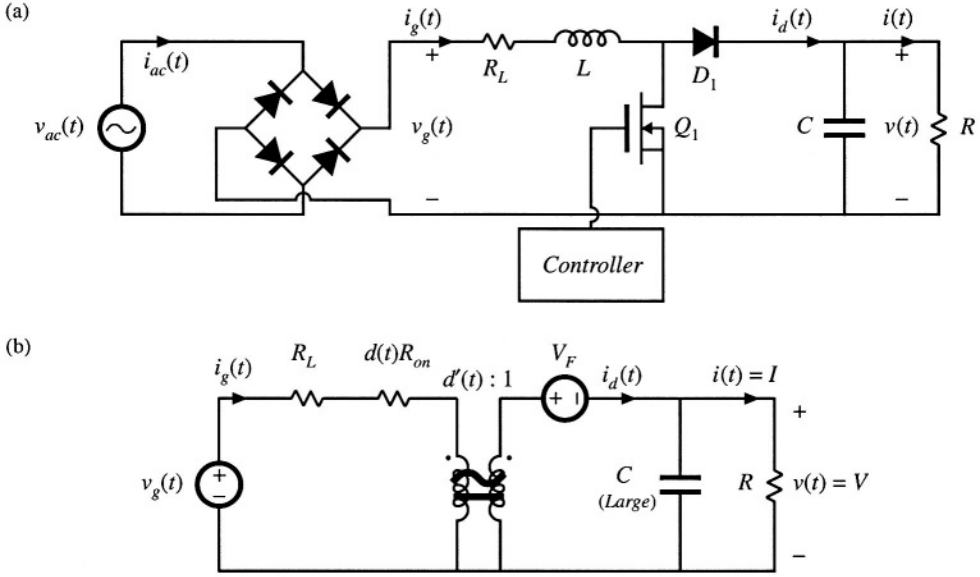 (a)
i_g(t)
i_d(t)
i(t)
i_ac(t)
+
+
R_L
L
D_1
v_ac(t)
v_g(t)
Q_1
C
v(t)
R
−
−
Controller
(b)
i_g(t)
R_L
d(t)R_on
d′(t) : 1
V_F
i_d(t)
i(t) = I
+ −
+
v_g(t)
+
−
C
(Large)
R
v(t) = V
−